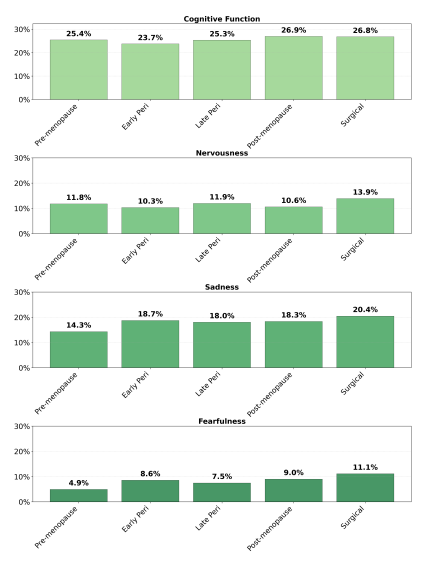 Cognitive Function
30%
20%
10%
0%
25.4%
23.7%
25.3%
26.9%
26.8%
Pre-menopause
Early Peri
Late Peri
Post-menopause
Surgical
Nervousness
30%
20%
10%
0%
11.8%
10.3%
11.9%
10.6%
13.9%
Pre-menopause
Early Peri
Late Peri
Post-menopause
Surgical
Sadness
30%
20%
10%
0%
14.3%
18.7%
18.0%
18.3%
20.4%
Pre-menopause
Early Peri
Late Peri
Post-menopause
Surgical
Fearfulness
30%
20%
10%
0%
4.9%
8.6%
7.5%
9.0%
11.1%
Pre-menopause
Early Peri
Late Peri
Post-menopause
Surgical